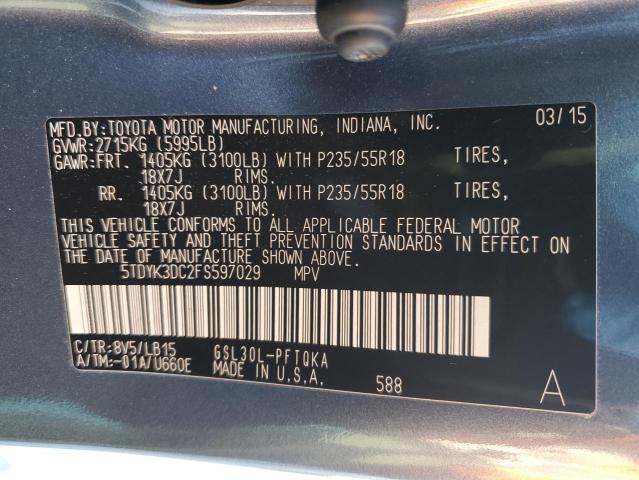 MFD.BY:TOYOTA MOTOR MANUFACTURING, INDIANA, INC. 03/15
GVWR:2715KG (5995LB)
GAWR:FRT. 1405KG (3100LB) WITH P235/55R18 TIRES,
18X7J RIMS.
RR. 1405KG (3100LB) WITH P235/55R18 TIRES,
18X7J RIMS.
THIS VEHICLE CONFORMS TO ALL APPLICABLE FEDERAL MOTOR
VEHICLE SAFETY AND THEFT PREVENTION STANDARDS IN EFFECT ON
THE DATE OF MANUFACTURE SHOWN ABOVE.
5TDYK3DC2FS597029 MPV
C/TR:8V5/LB15 GSL30L-PFTQKA
A/TM:-01A/U660E MADE IN U.S.A. 588 A